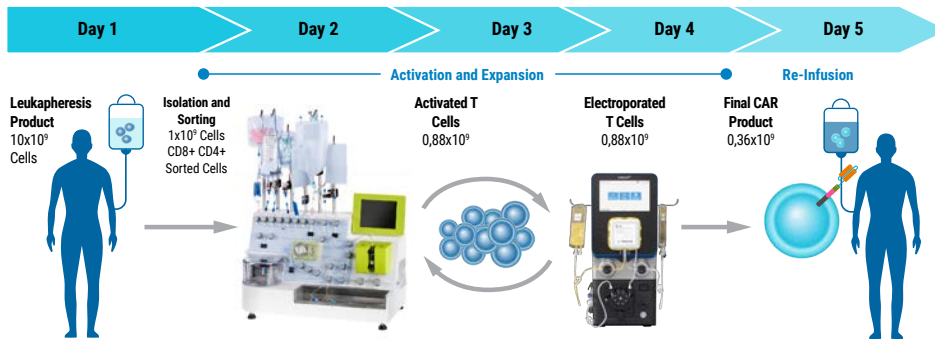 Day 1
Day 2
Day 3
Day 4
Day 5
Activation and Expansion
Re-Infusion
Leukapheresis
Product
10x10⁹
Cells
Isolation and
Sorting
1x10⁹ Cells
CD8+ CD4+
Sorted Cells
Activated T
Cells
0,88x10⁹
Electroporated
T Cells
0,88x10⁹
Final CAR
Product
0,36x10⁹